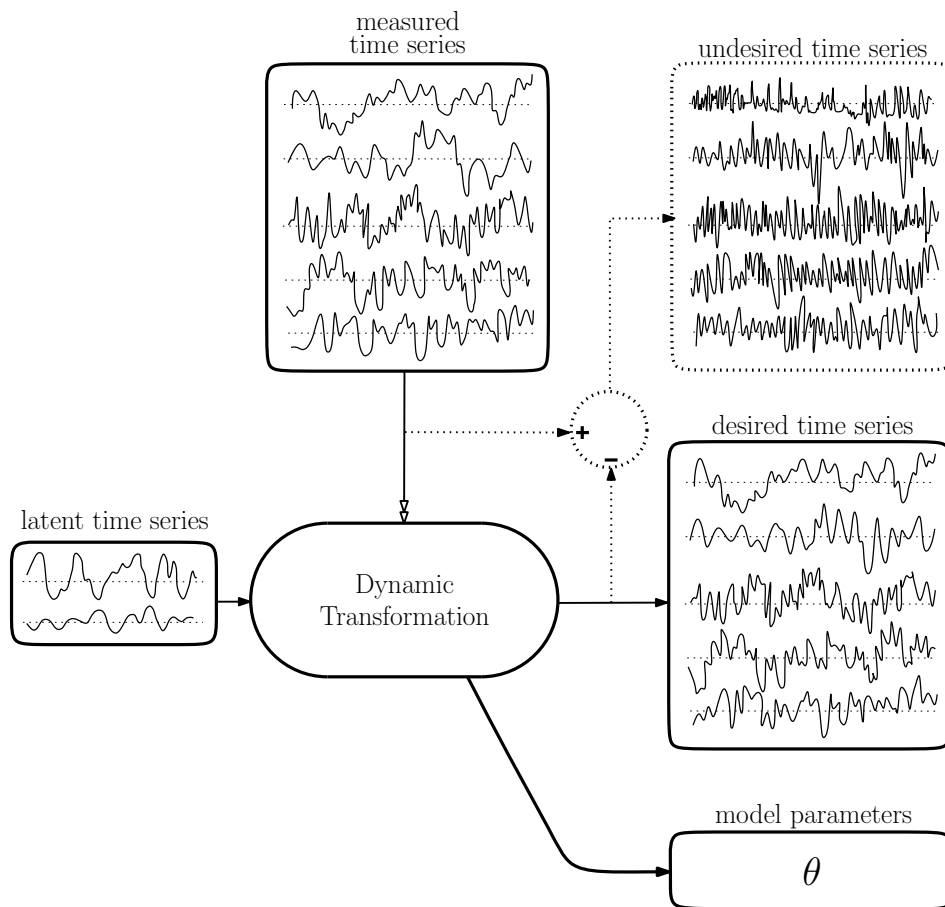 measured
time series
undesired time series
+
−
desired time series
latent time series
Dynamic
Transformation
model parameters
θ